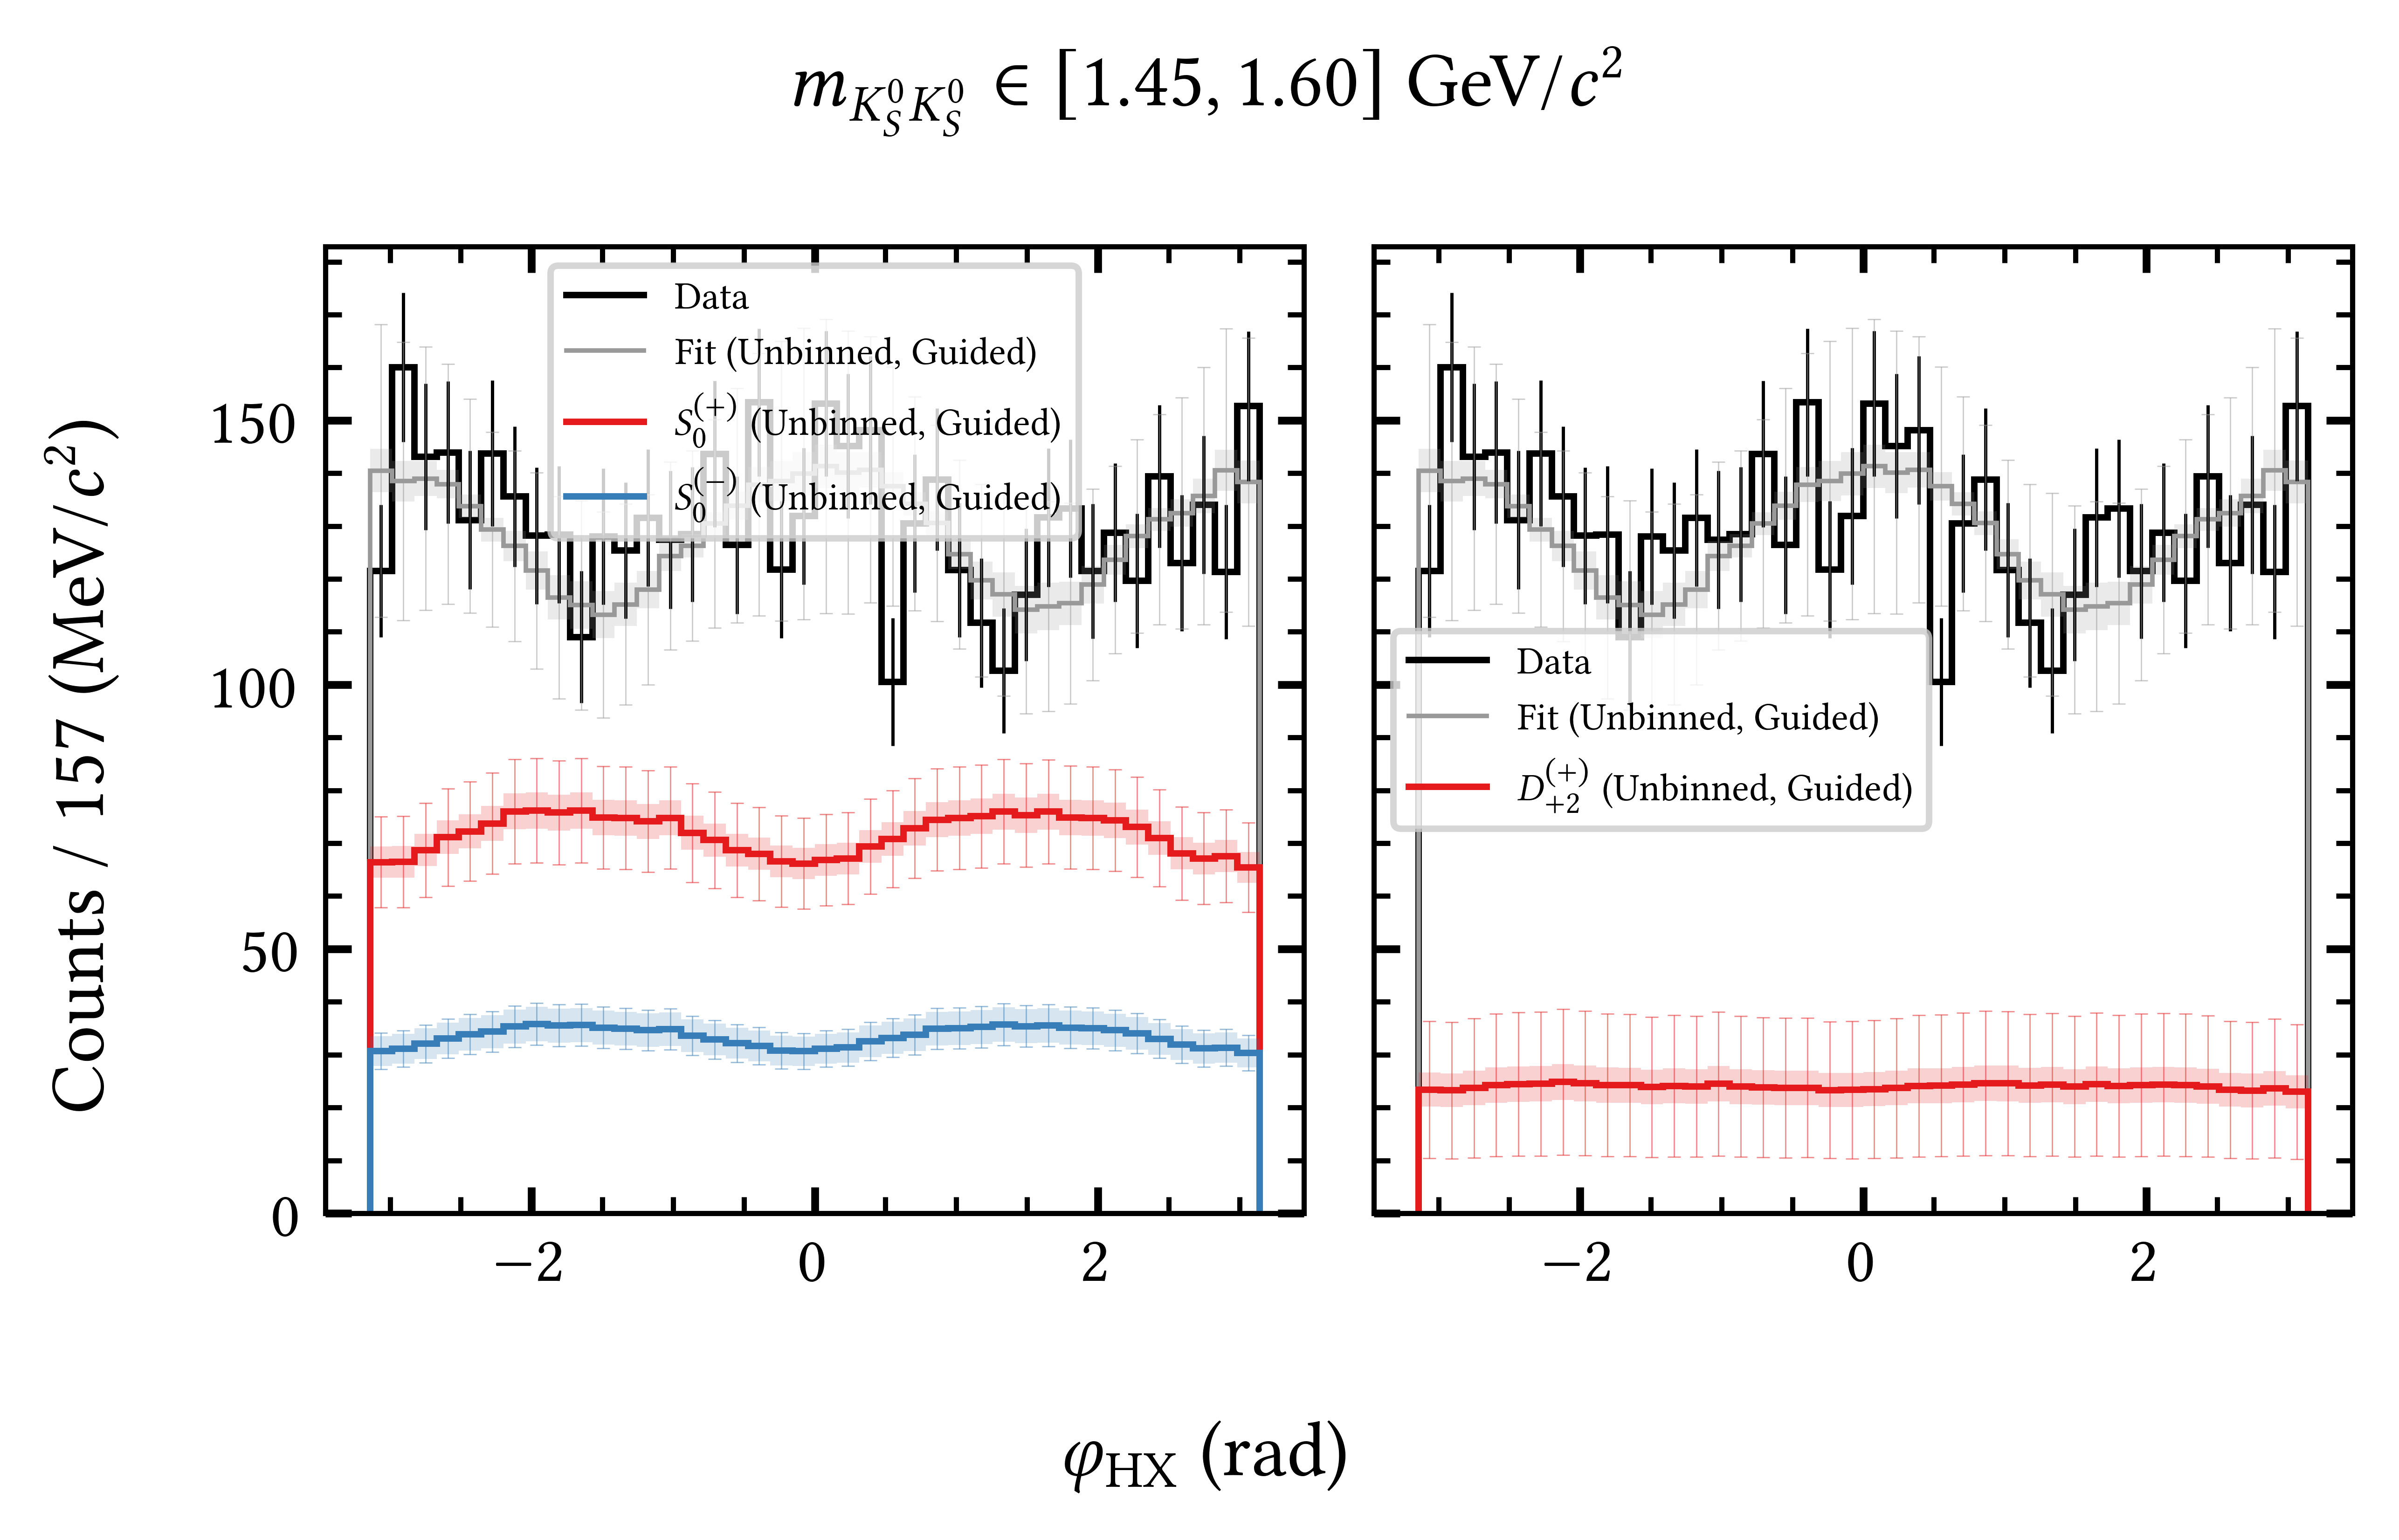 m_{K_S^0 K_S^0} ∈ [1.45, 1.60] GeV/c²
Counts / 157 (MeV/c²)
150
100
50
0
Data
Fit (Unbinned, Guided)
S_0^{(+)} (Unbinned, Guided)
S_0^{(−)} (Unbinned, Guided)
−2
0
2
Data
Fit (Unbinned, Guided)
D_{+2}^{(+)} (Unbinned, Guided)
−2
0
2
φ_{HX} (rad)